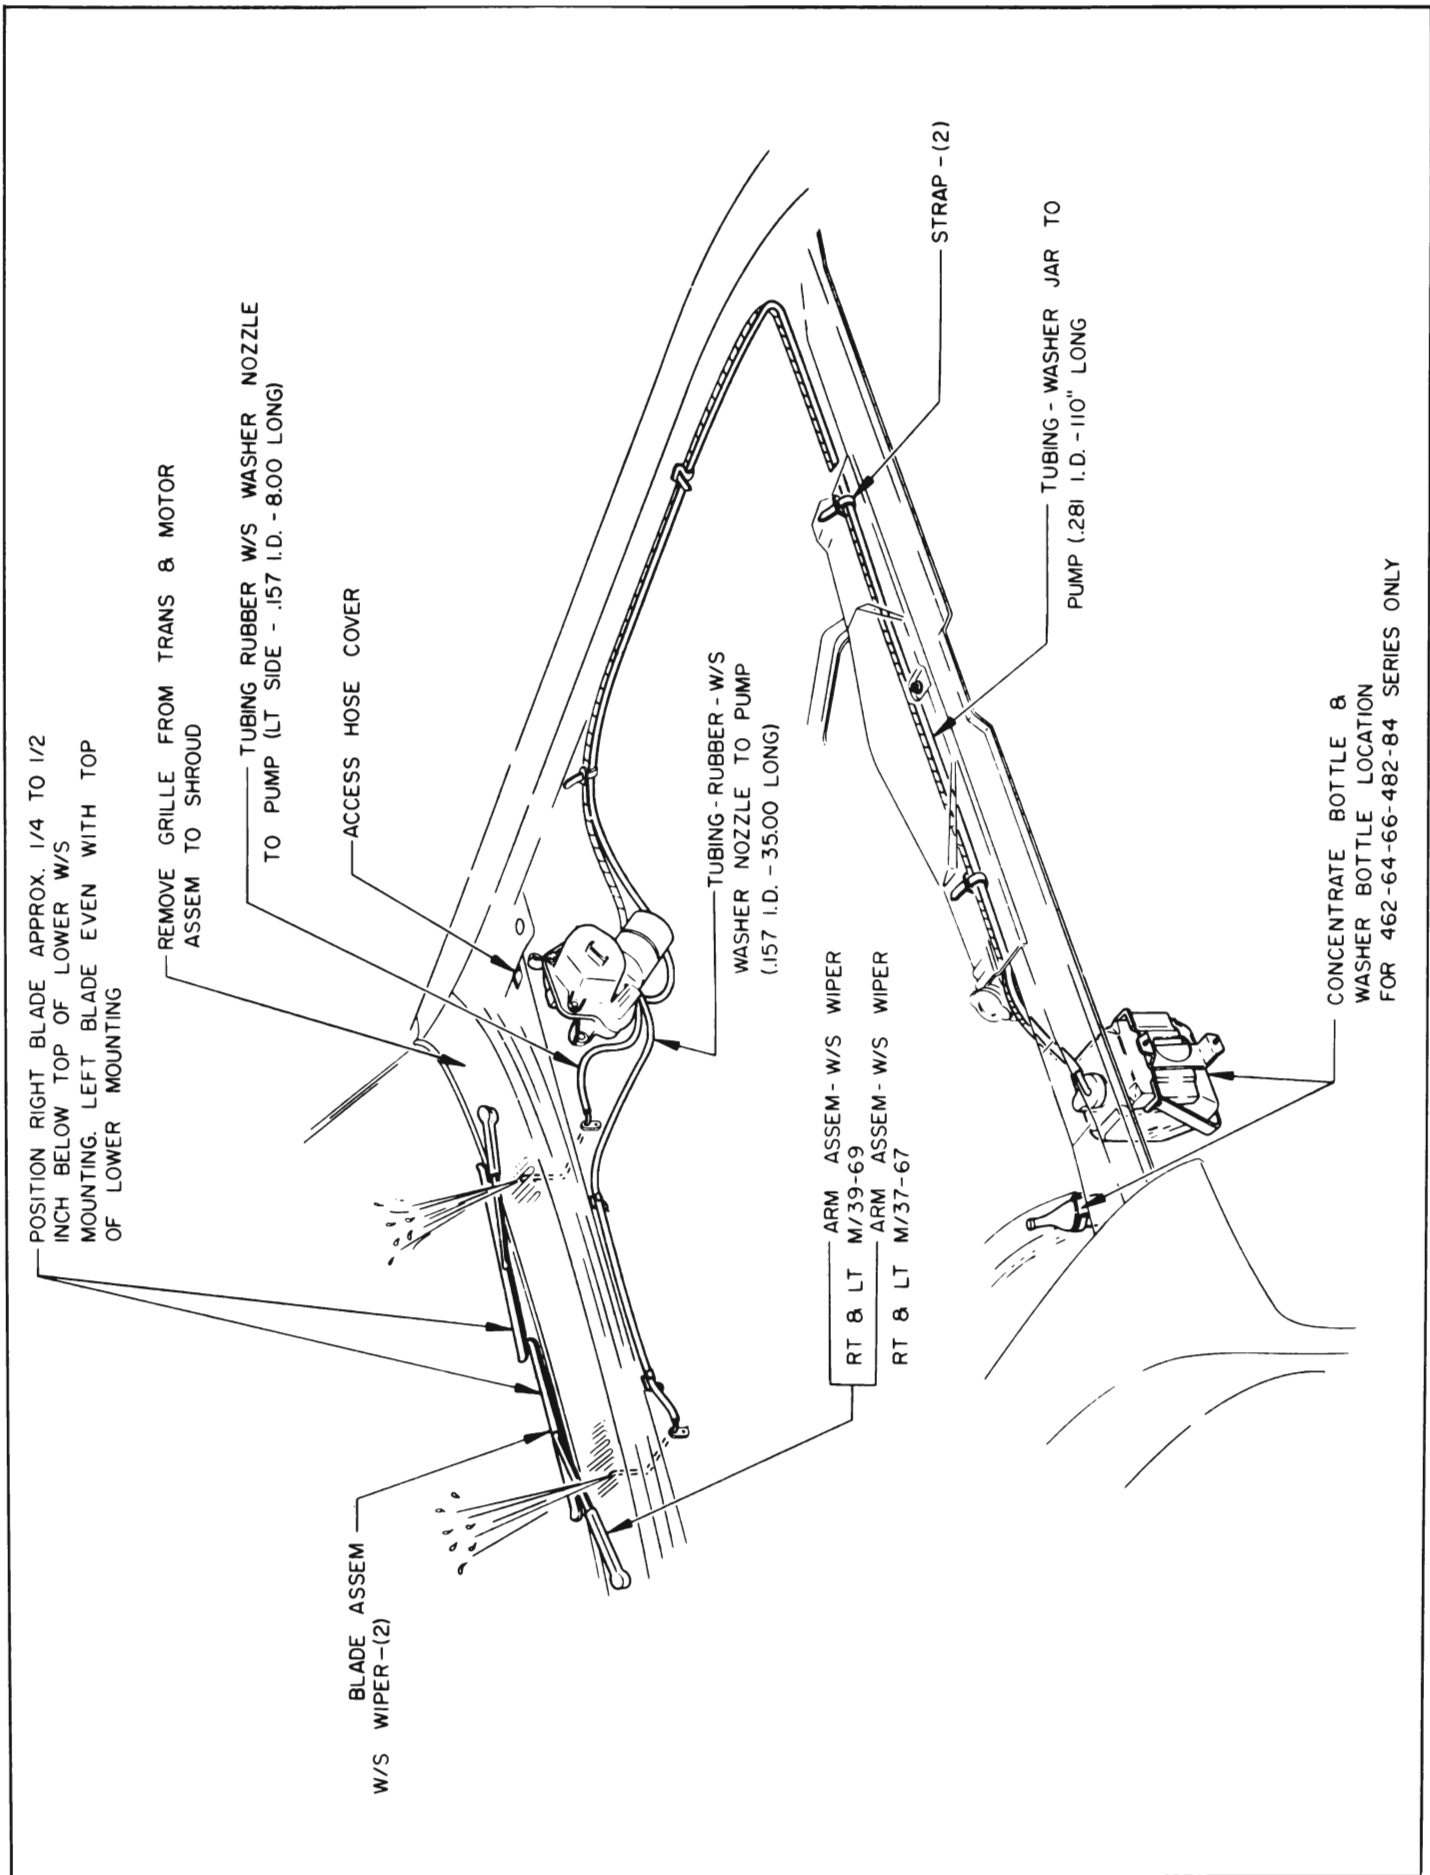 POSITION RIGHT BLADE APPROX. 1/4 TO 1/2
INCH BELOW TOP OF LOWER W/S
MOUNTING. LEFT BLADE EVEN WITH TOP
OF LOWER MOUNTING
REMOVE GRILLE FROM TRANS & MOTOR
ASSEM TO SHROUD
TUBING RUBBER W/S WASHER NOZZLE
TO PUMP (LT SIDE - .157 I.D. - 8.00 LONG)
ACCESS HOSE COVER
BLADE ASSEM
W/S WIPER-(2)
TUBING-RUBBER-W/S
WASHER NOZZLE TO PUMP
(.157 I.D. - 35.00 LONG)
ARM ASSEM-W/S WIPER
RT & LT M/39-69
ARM ASSEM-W/S WIPER
RT & LT M/37-67
STRAP-(2)
TUBING-WASHER JAR TO
PUMP (.281 I.D. - 110" LONG
CONCENTRATE BOTTLE &
WASHER BOTTLE LOCATION
FOR 462-64-66-482-84 SERIES ONLY